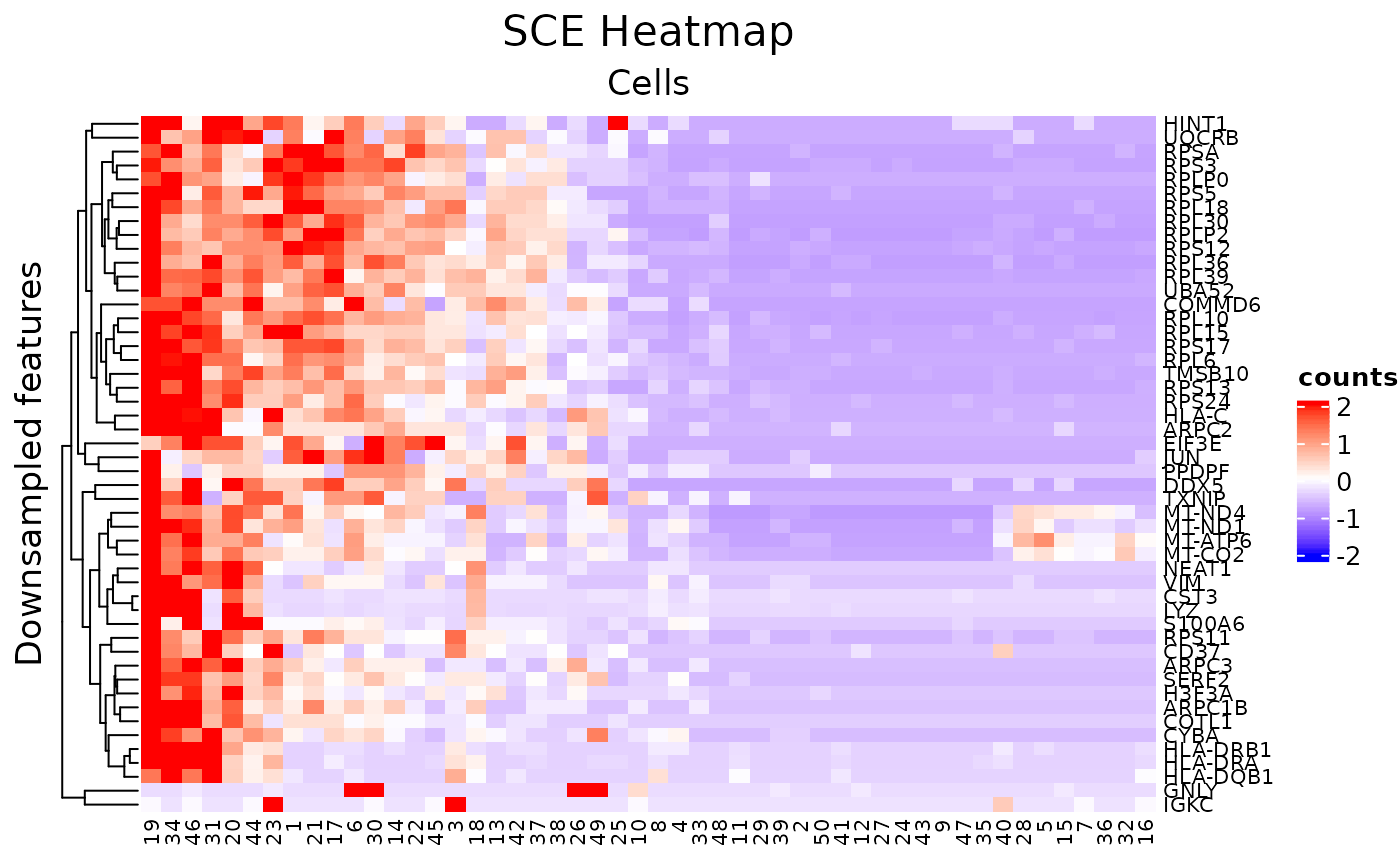 SCE Heatmap
Cells
Downsampled features
HINT1
UQCRB
RPSA
RPS3
RPLP0
RPS5
RPL18
RPL30
RPLP2
RPS12
RPL36
RPL39
UBA52
COMMD6
RPL10
RPL15
RPS17
RPL6
TMSB10
RPS13
RPS24
HLA-C
ARPC2
EIF3E
JUN
PPDPF
DDX5
TXNIP
MT-ND4
MT-ND1
MT-ATP6
MT-CO2
NEAT1
VIM
CST3
LYZ
S100A6
RPS11
CD37
ARPC3
SERF2
H3F3A
ARPC1B
COTL1
CYBA
HLA-DRB1
HLA-DRA
HLA-DQB1
GNLY
IGKC
counts
2
1
0
-1
-2
19 34 46 31 20 44 23 1 21 17 6 30 14 22 45 3 18 13 42 37 38 26 49 25 10 8 4 33 48 11 29 39 2 50 41 12 27 24 43 9 47 35 40 28 5 15 7 36 32 16